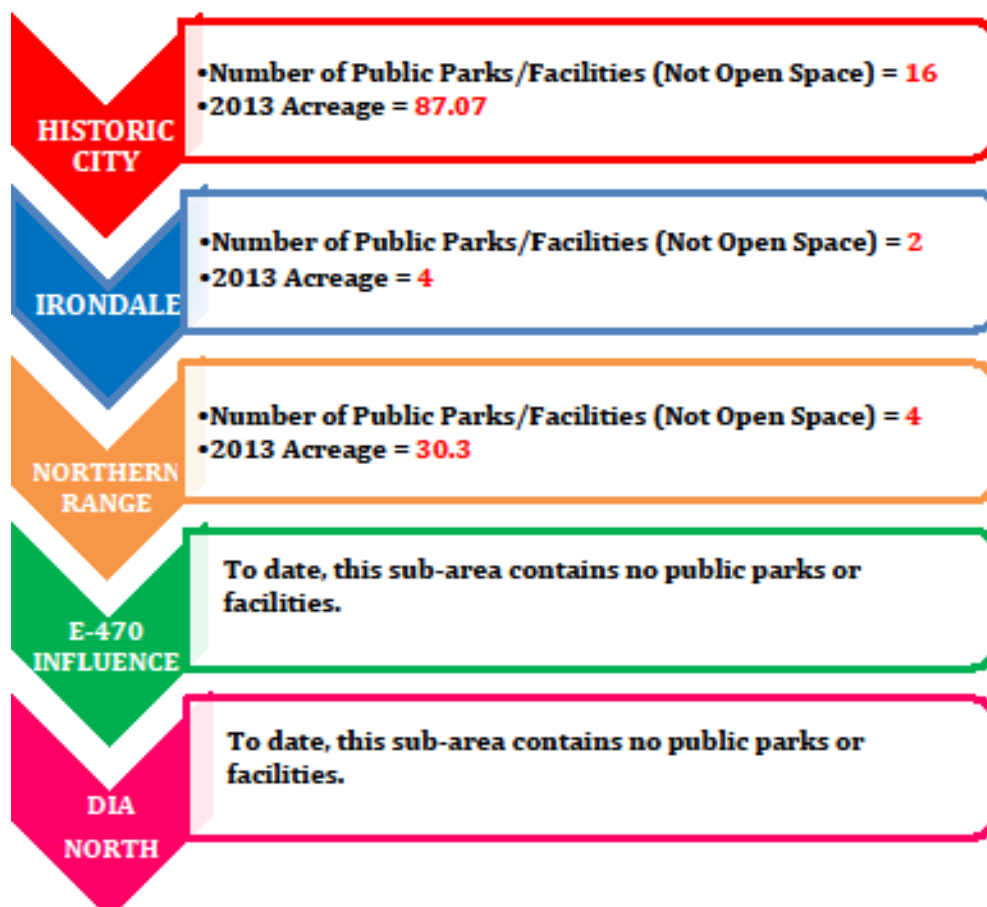 HISTORIC
CITY
•Number of Public Parks/Facilities (Not Open Space) = 16
•2013 Acreage = 87.07
IRONDALE
•Number of Public Parks/Facilities (Not Open Space) = 2
•2013 Acreage = 4
NORTHERN
RANGE
•Number of Public Parks/Facilities (Not Open Space) = 4
•2013 Acreage = 30.3
E-470
INFLUENCE
To date, this sub-area contains no public parks or
facilities.
DIA
NORTH
To date, this sub-area contains no public parks or
facilities.